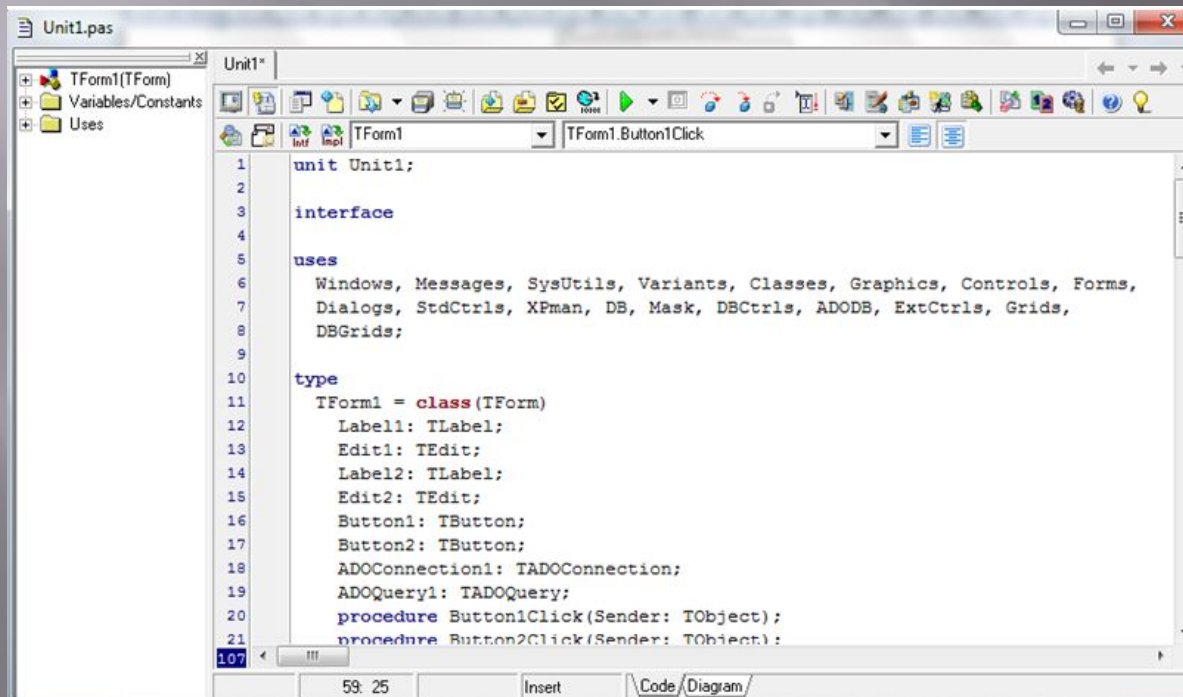 Unit1.pas
TForm1(TForm)
Variables/Constants
Uses
Unit1*
Intf Impl TForm1 TForm1.Button1Click
1 unit Unit1;
2
3 interface
4
5 uses
6 Windows, Messages, SysUtils, Variants, Classes, Graphics, Controls, Forms,
7 Dialogs, StdCtrls, XPman, DB, Mask, DBCtrls, ADODB, ExtCtrls, Grids,
8 DBGrids;
9
10 type
11 TForm1 = class(TForm)
12 Label1: TLabel;
13 Edit1: TEdit;
14 Label2: TLabel;
15 Edit2: TEdit;
16 Button1: TButton;
17 Button2: TButton;
18 ADOConnection1: TADOConnection;
19 ADOQuery1: TADOQuery;
20 procedure Button1Click(Sender: TObject);
21 procedure Button2Click(Sender: TObject);
107
59: 25 Insert Code Diagram